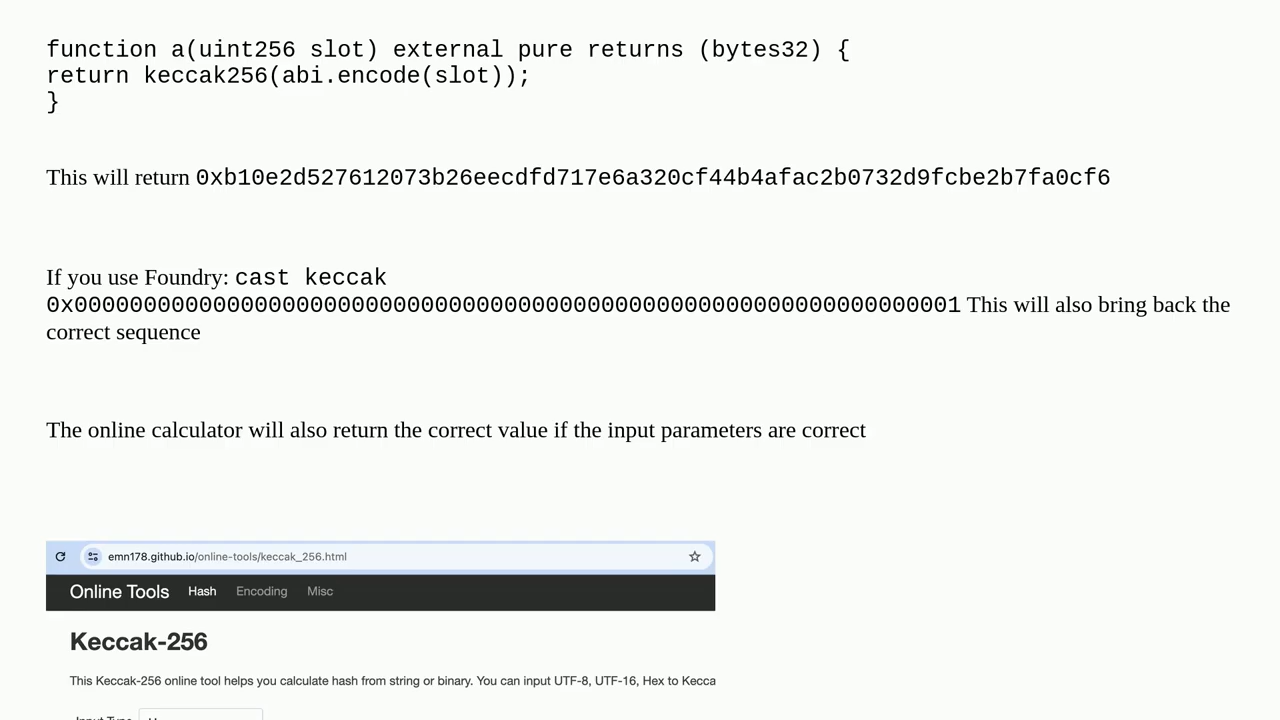 function a(uint256 slot) external pure returns (bytes32) {
return keccak256(abi.encode(slot));
}
This will return 0xb10e2d527612073b26eecdfd717e6a320cf44b4afac2b0732d9fcbe2b7fa0cf6
If you use Foundry: cast keccak
0x0000000000000000000000000000000000000000000000000000000000000001 This will also bring back the
correct sequence
The online calculator will also return the correct value if the input parameters are correct
emn178.github.io/online-tools/keccak_256.html
Online Tools Hash Encoding Misc
Keccak-256
This Keccak-256 online tool helps you calculate hash from string or binary. You can input UTF-8, UTF-16, Hex to Kecca
Input Type